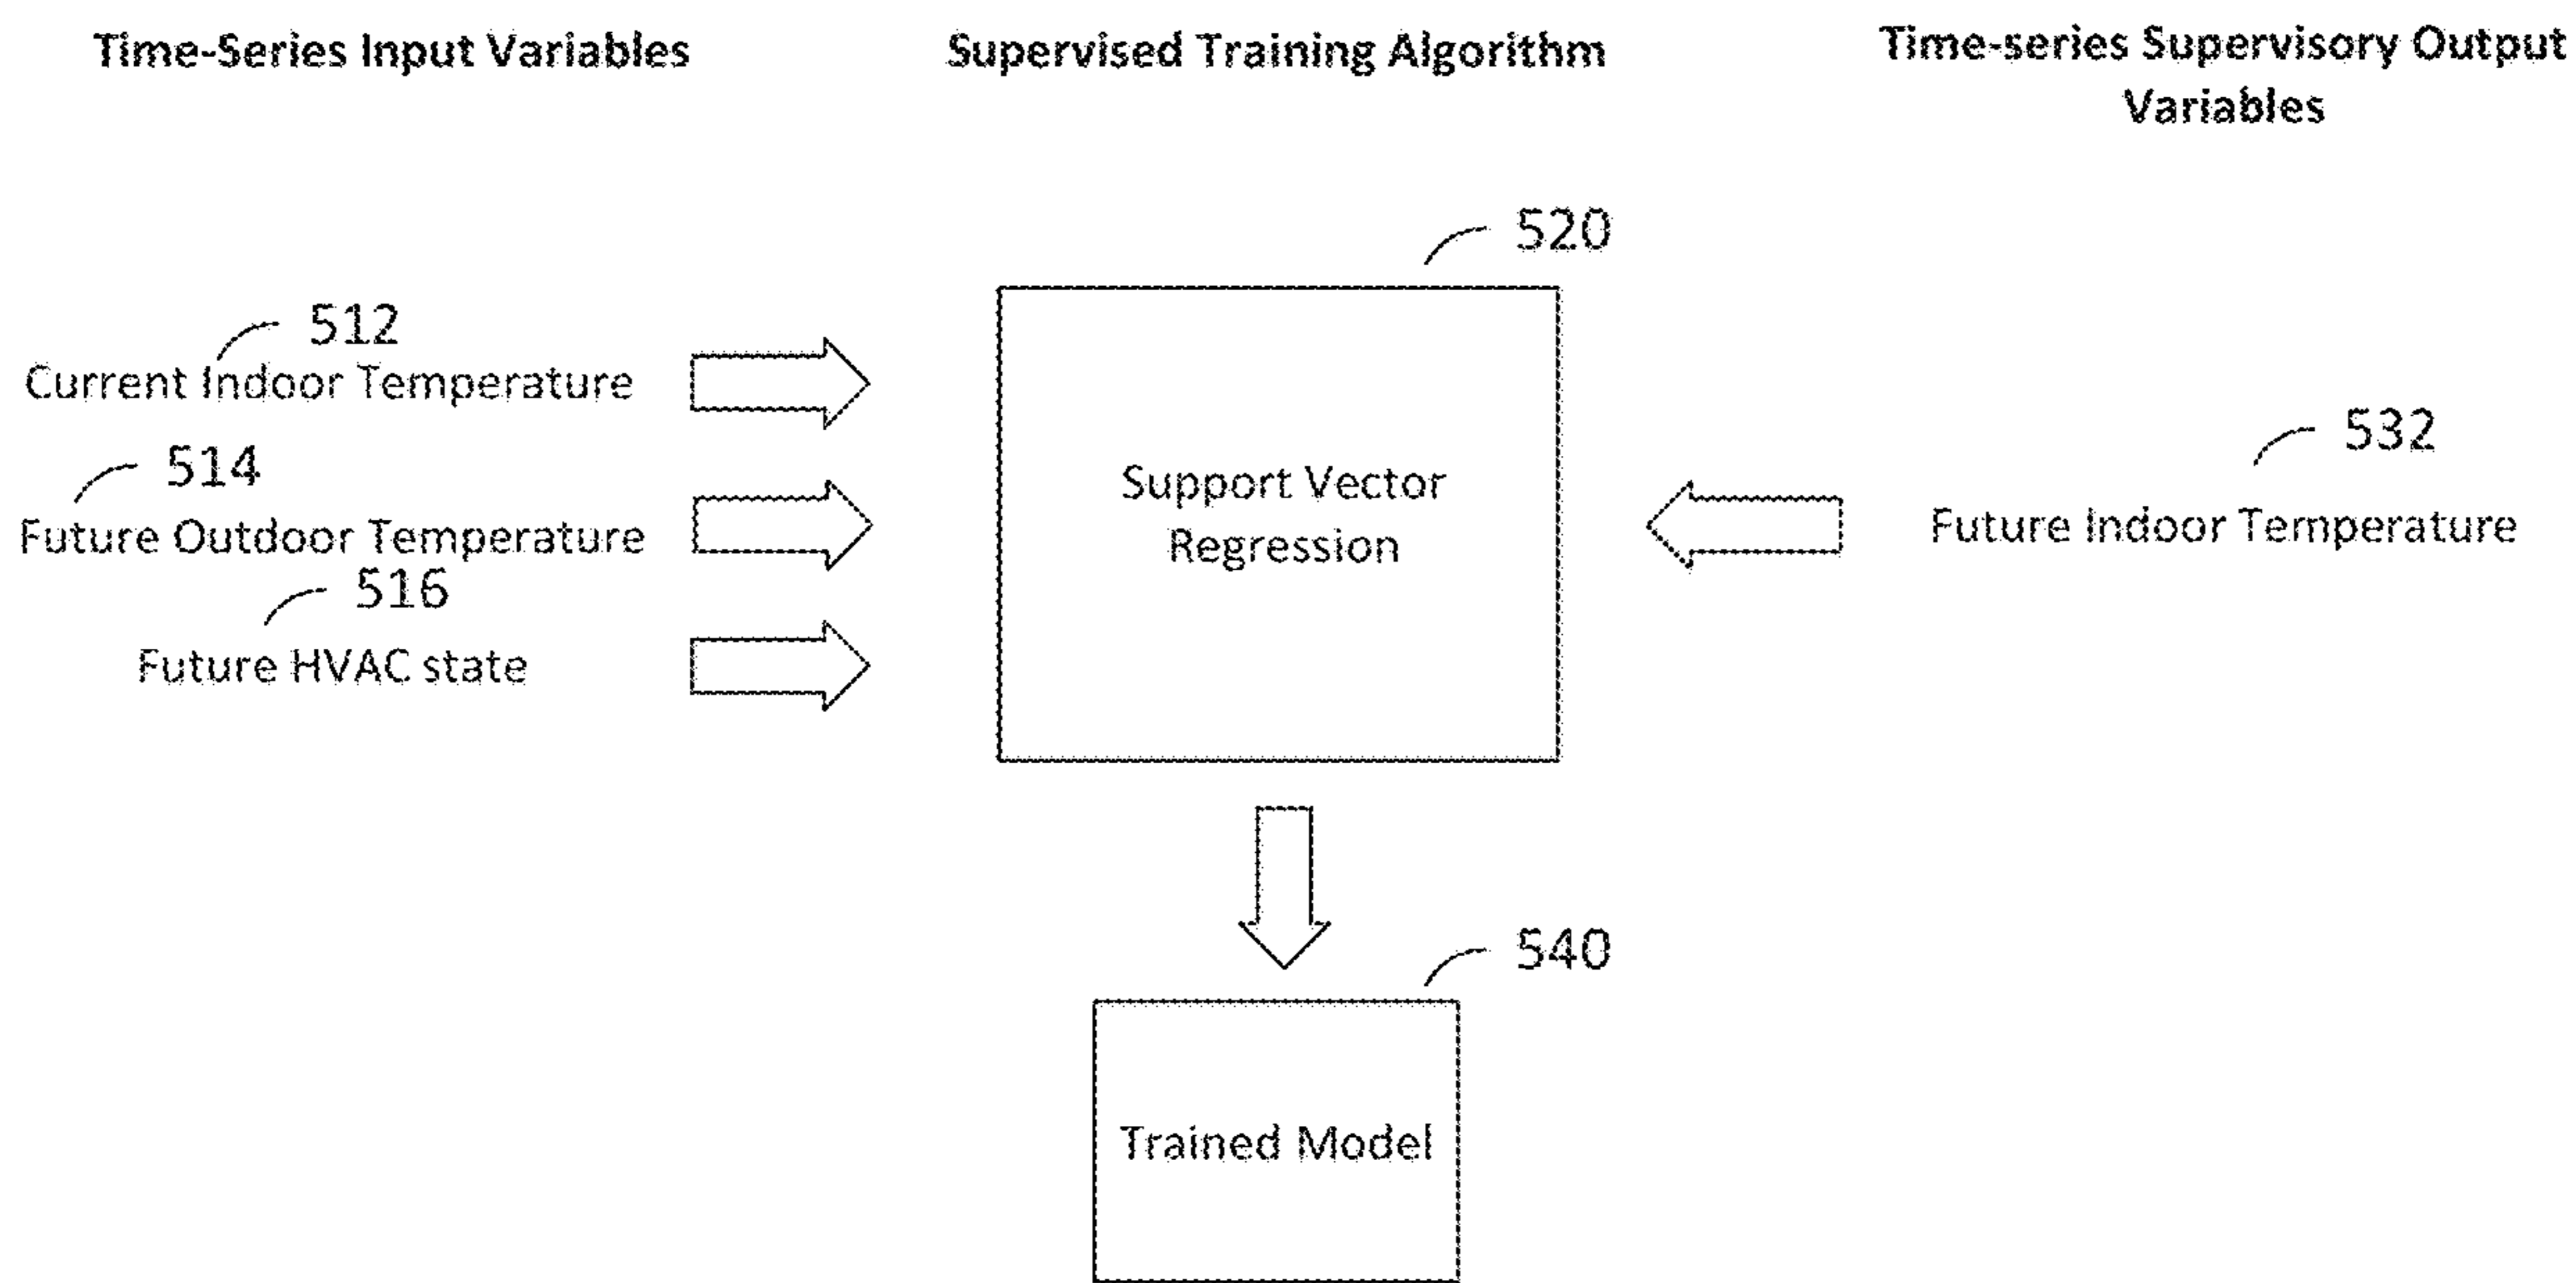 Time-Series Input Variables
Supervised Training Algorithm
Time-series Supervisory Output
Variables
520
512
Current Indoor Temperature
514
Future Outdoor Temperature
516
Future HVAC state
Support Vector
Regression
532
Future Indoor Temperature
540
Trained Model